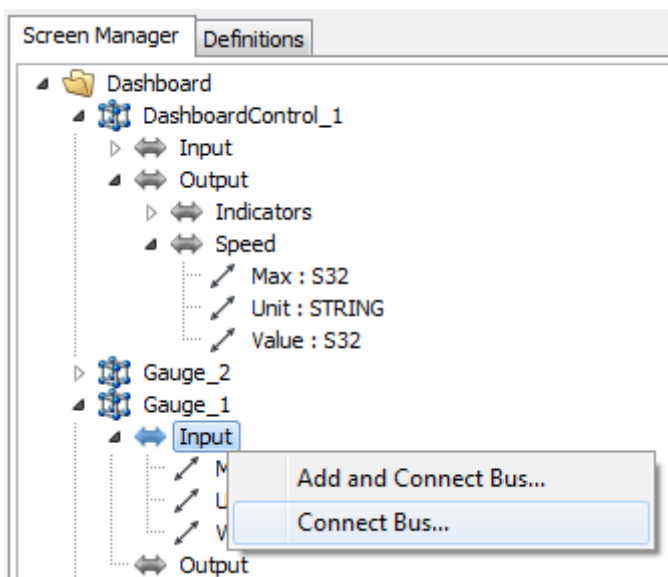 Screen Manager
Definitions
Dashboard
DashboardControl_1
Input
Output
Indicators
Speed
Max : S32
Unit : STRING
Value : S32
Gauge_2
Gauge_1
Input
Add and Connect Bus...
Connect Bus...
Output